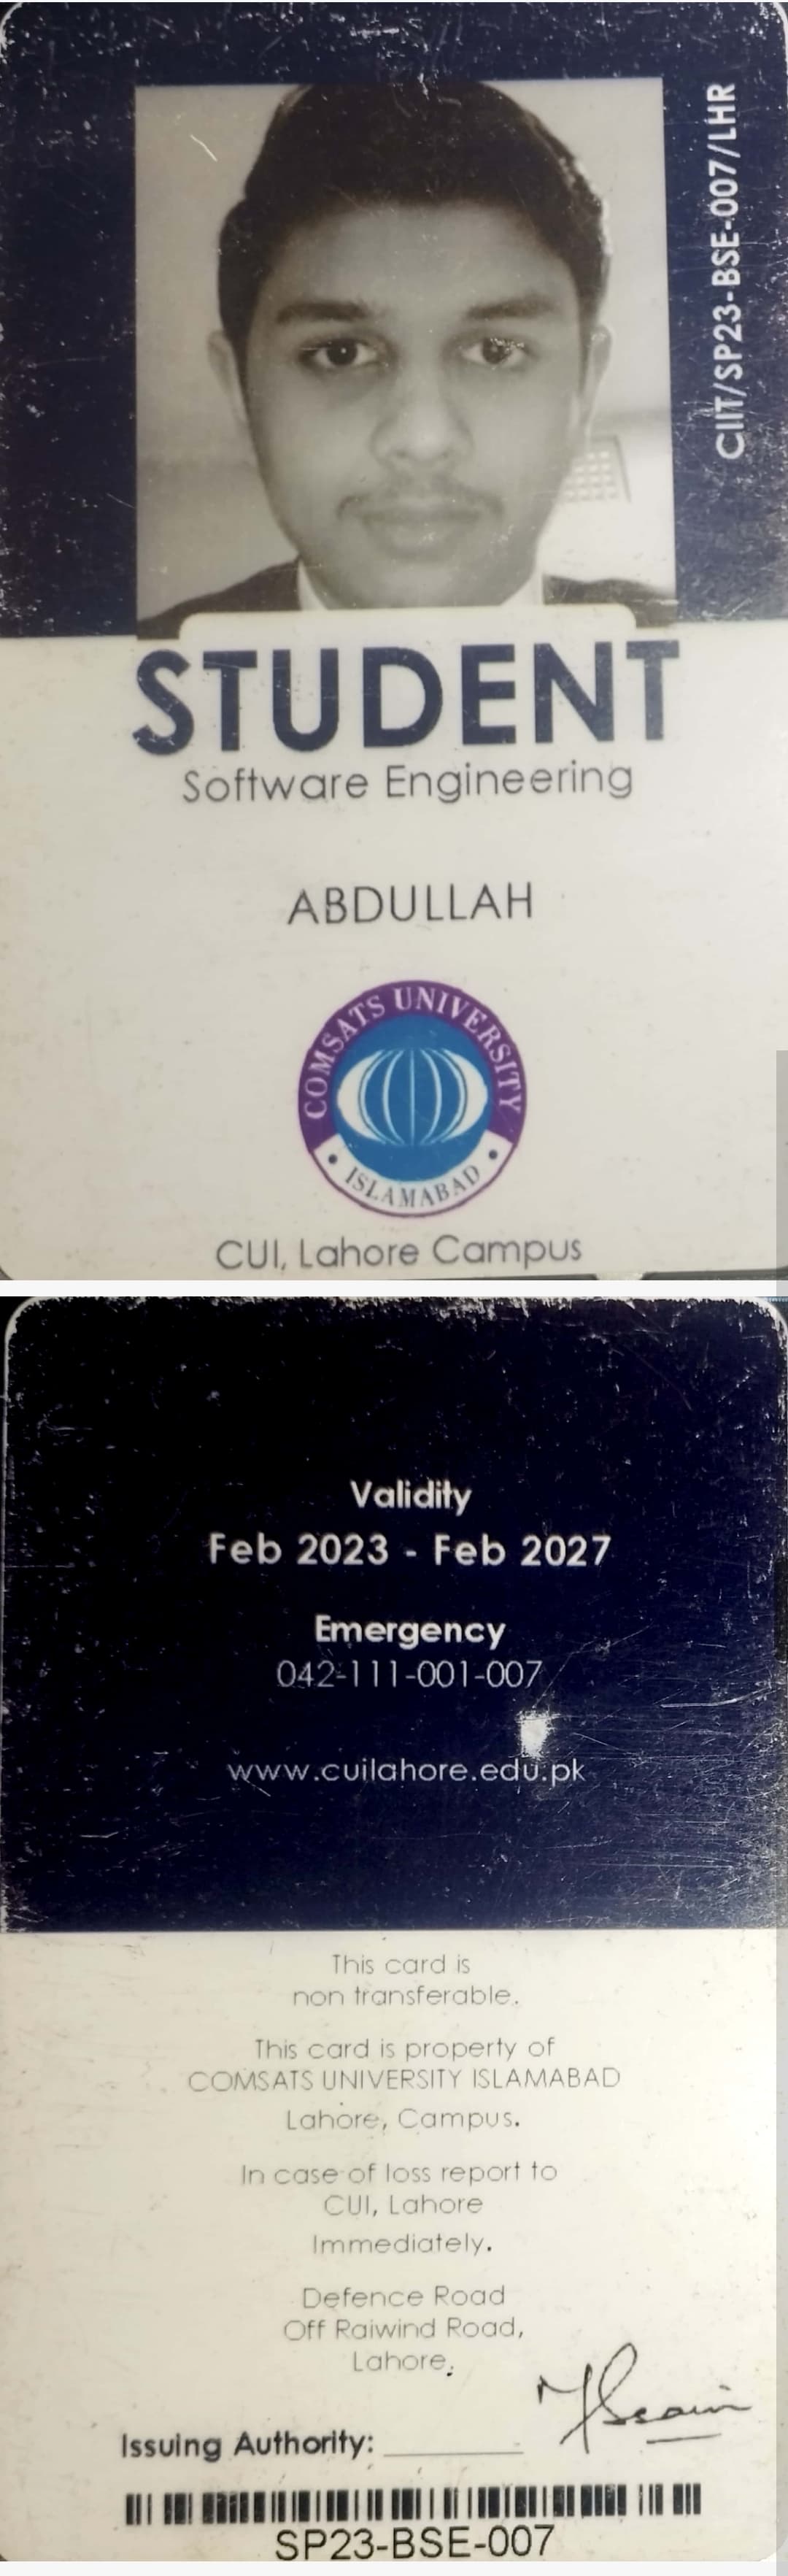 CIIT/SP23-BSE-007/LHR
STUDENT
Software Engineering
ABDULLAH
COMSATS UNIVERSITY
ISLAMABAD
CUI, Lahore Campus
Validity
Feb 2023 - Feb 2027
Emergency
042-111-001-007
www.cuilahore.edu.pk
This card is
non transferable.
This card is property of
COMSATS UNIVERSITY ISLAMABAD
Lahore, Campus.
In case of loss report to
CUI, Lahore
Immediately.
Defence Road
Off Raiwind Road,
Lahore.
Issuing Authority:
SP23-BSE-007